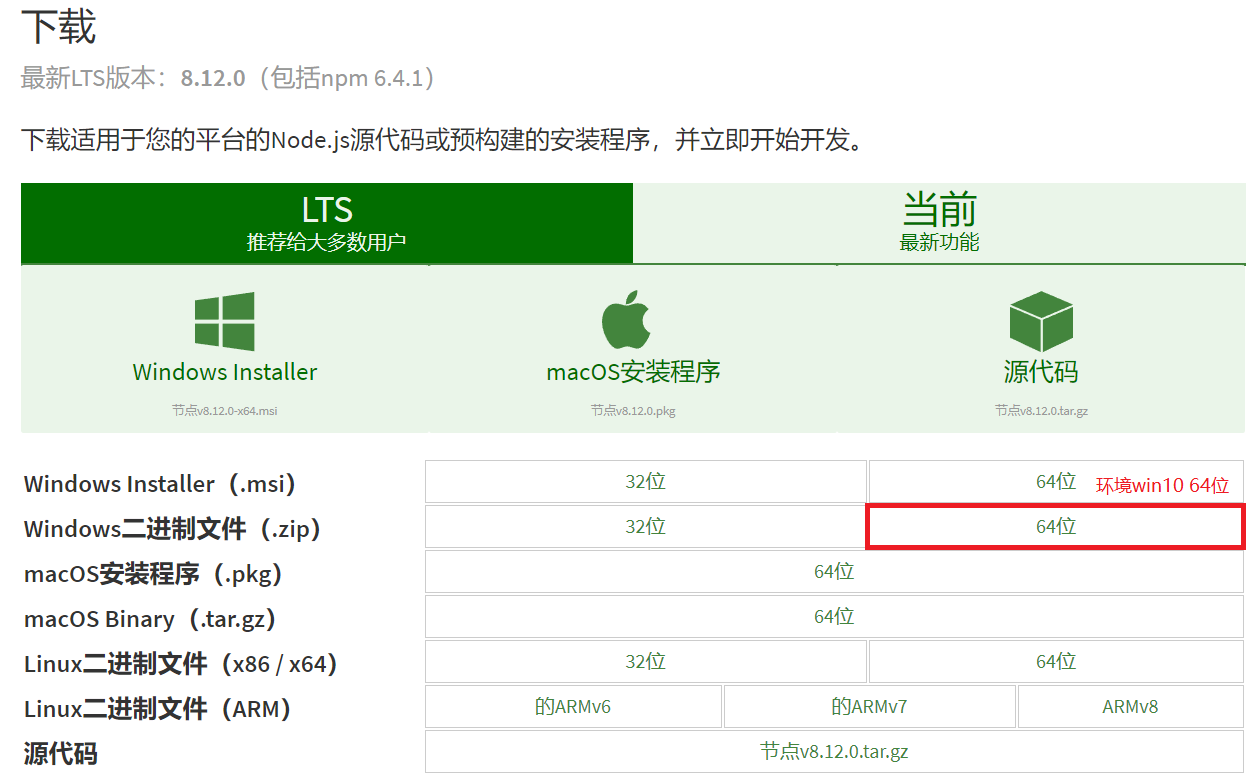 下载
最新LTS版本：8.12.0（包括npm 6.4.1）
下载适用于您的平台的Node.js源代码或预构建的安装程序，并立即开始开发。
LTS
推荐给大多数用户
当前
最新功能
Windows Installer
节点v8.12.0-x64.msi
macOS安装程序
节点v8.12.0.pkg
源代码
节点v8.12.0.tar.gz
Windows Installer（.msi） 32位 64位 环境win10 64位
Windows二进制文件（.zip） 32位 64位
macOS安装程序（.pkg） 64位
macOS Binary（.tar.gz） 64位
Linux二进制文件（x86 / x64） 32位 64位
Linux二进制文件（ARM） 的ARMv6 的ARMv7 ARMv8
源代码 节点v8.12.0.tar.gz